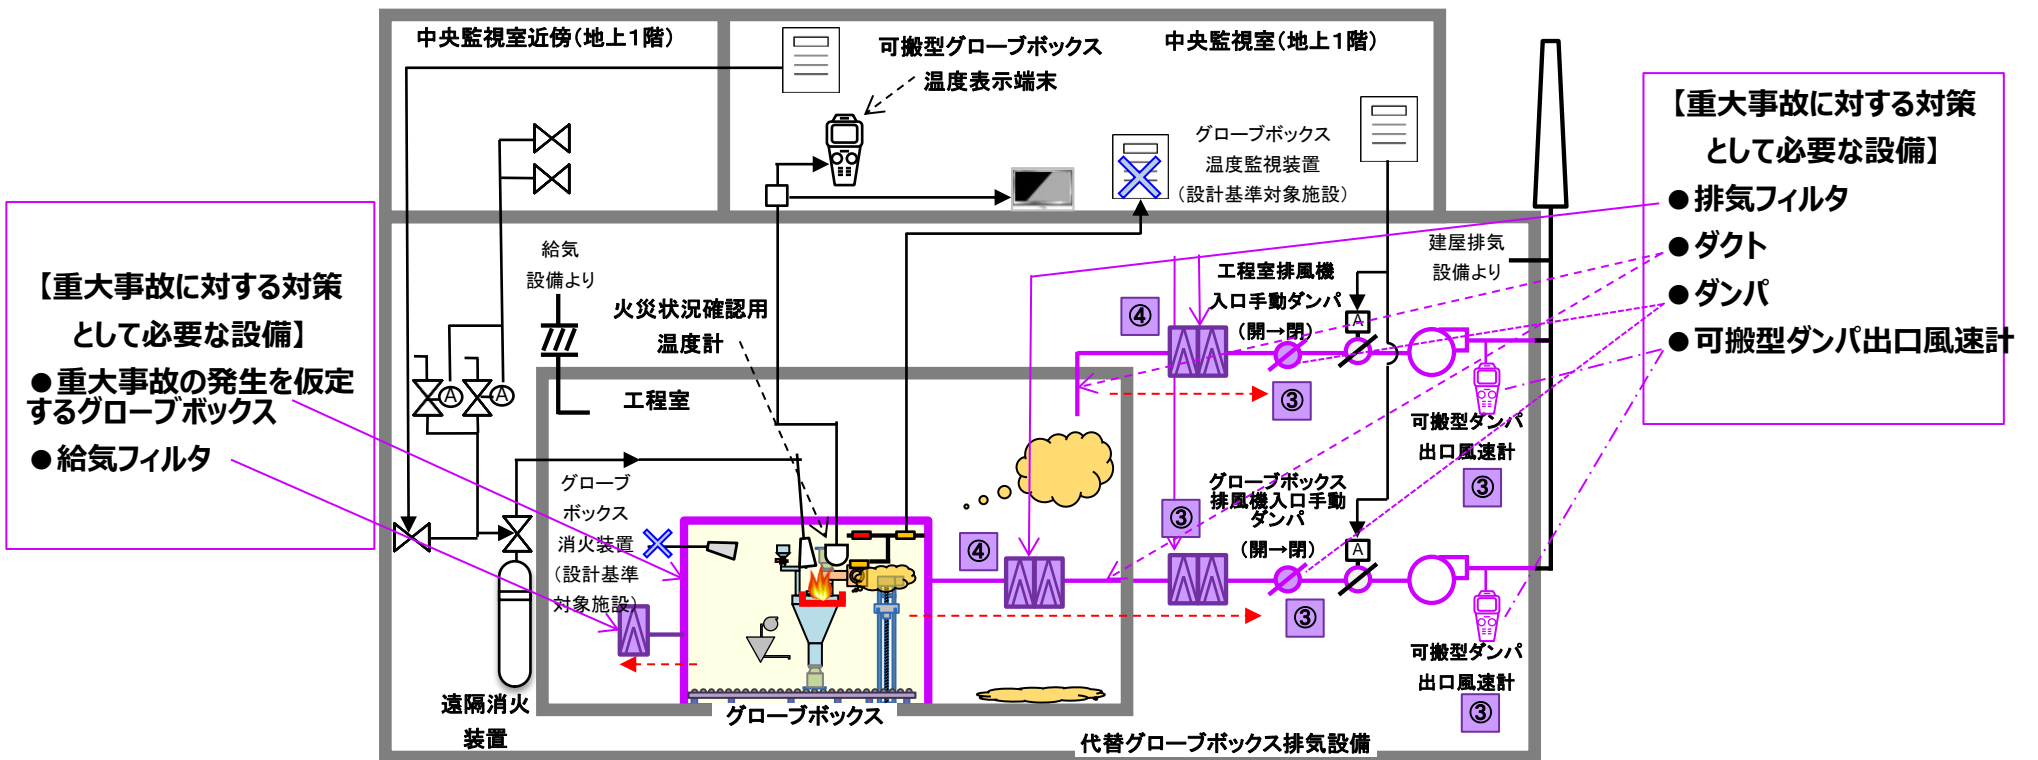 中央監視室近傍(地上1階)
可搬型グローブボックス
温度表示端末
中央監視室(地上1階)
グローブボックス
温度監視装置
(設計基準対象施設)
【重大事故に対する対策
として必要な設備】
●排気フィルタ
●ダクト
●ダンパ
●可搬型ダンパ出口風速計
【重大事故に対する対策
として必要な設備】
●重大事故の発生を仮定
するグローブボックス
●給気フィルタ
給気
設備より
火災状況確認用
温度計
工程室
建屋排気
設備より
工程室排風機
入口手動ダンパ
(開→閉)
④
A
③
可搬型ダンパ
出口風速計
③
A
A
グローブ
ボックス
消火装置
(設計基準
対象施設)
グローブボックス
排風機入口手動
ダンパ
(開→閉)
③
④
A
③
可搬型ダンパ
出口風速計
③
遠隔消火
装置
グローブボックス
代替グローブボックス排気設備